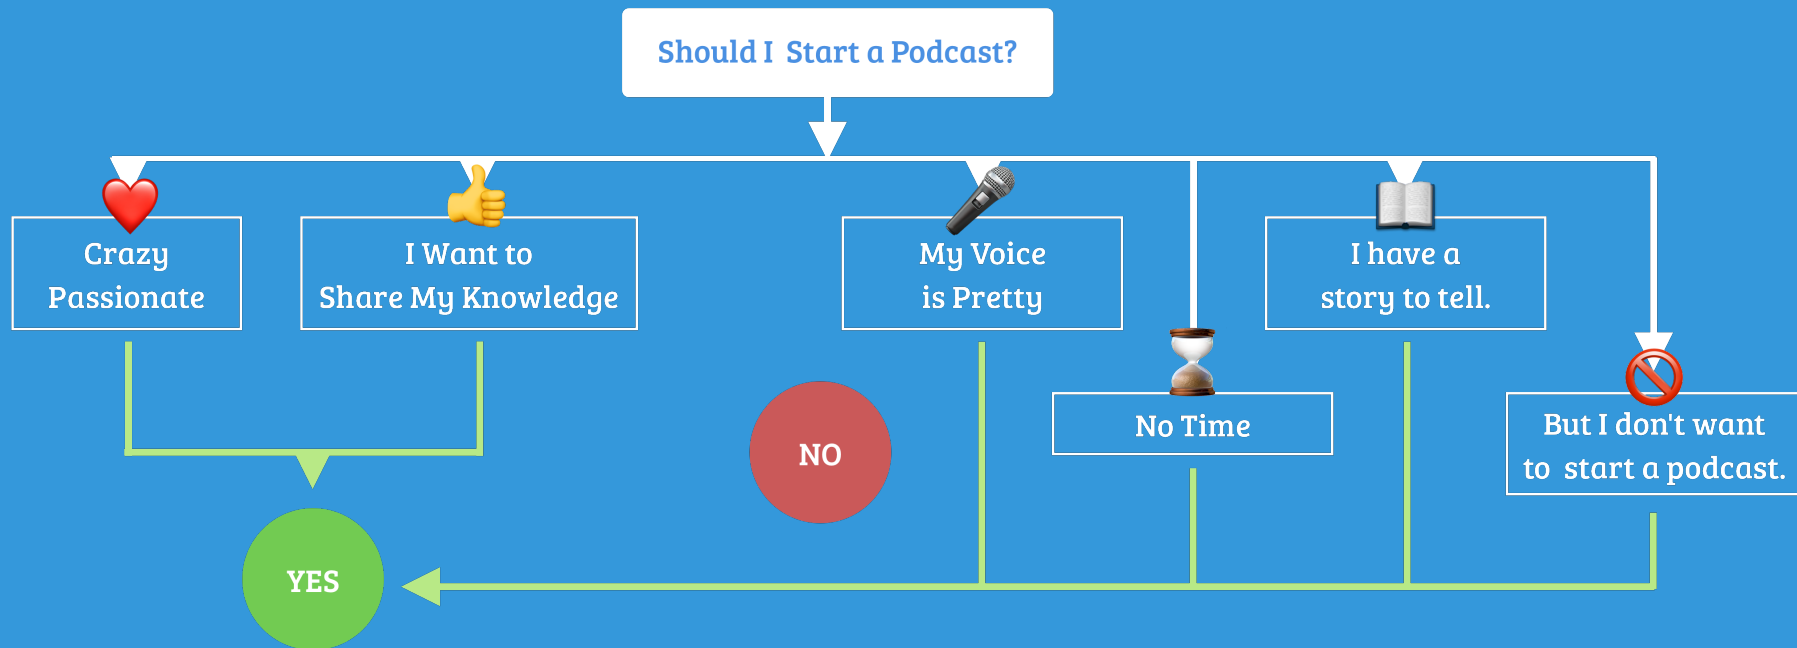 Should I  Start a Podcast?
Crazy
Passionate
I Want to
Share My Knowledge
My Voice
is Pretty
I have a
story to tell.
No Time
But I don't want
to  start a podcast.
NO
YES